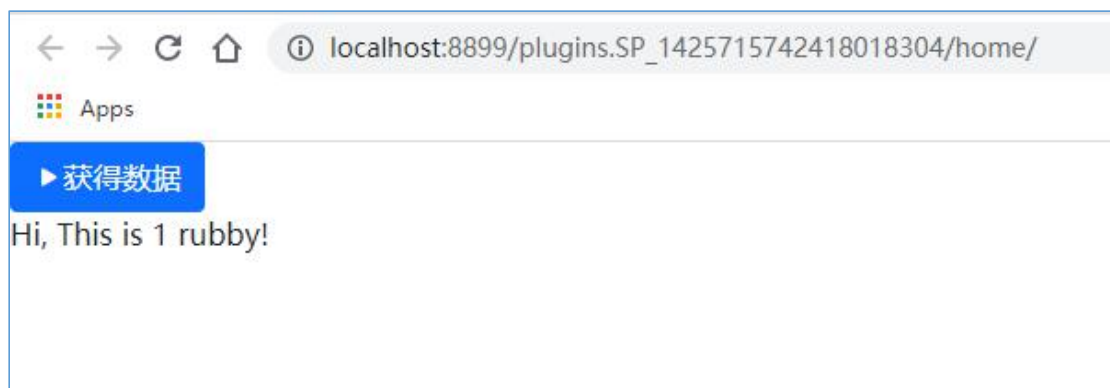 localhost:8899/plugins.SP_1425715742418018304/home/
Apps
获得数据
Hi, This is 1 rubby!